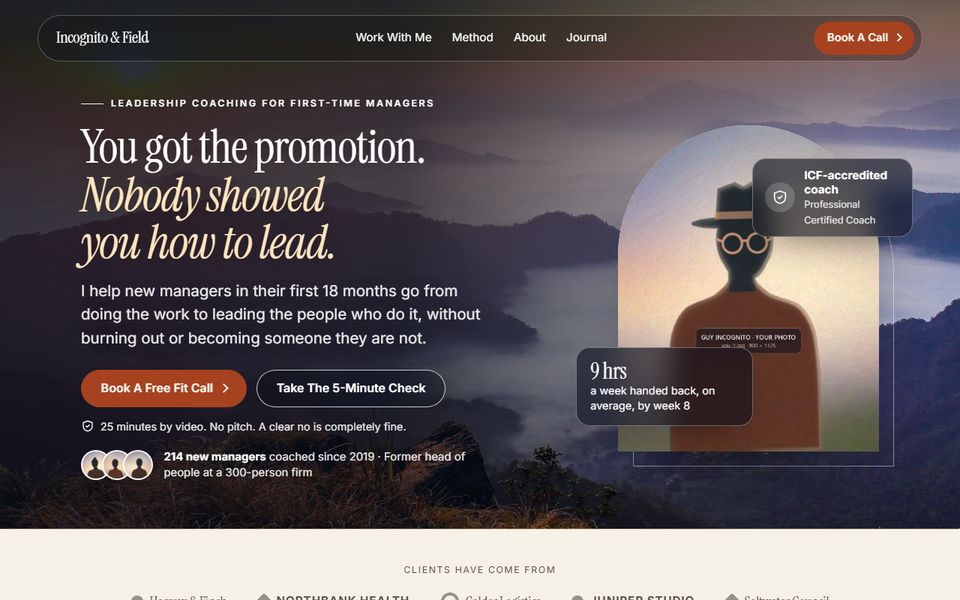 Incognito & Field
Work With Me
Method
About
Journal
Book A Call
LEADERSHIP COACHING FOR FIRST-TIME MANAGERS
You got the promotion.
Nobody showed
you how to lead.
I help new managers in their first 18 months go from
doing the work to leading the people who do it, without
burning out or becoming someone they are not.
Book A Free Fit Call
Take The 5-Minute Check
25 minutes by video. No pitch. A clear no is completely fine.
214 new managers coached since 2019 · Former head of
people at a 300-person firm
ICF-accredited
coach
Professional
Certified Coach
GUY INCOGNITO · YOUR PHOTO
9 hrs
a week handed back, on
average, by week 8
CLIENTS HAVE COME FROM
NORTHBANK HEALTH
JUNIPER STUDIO